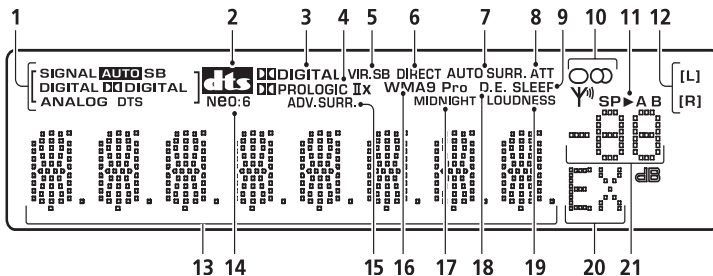 1 2 3 4 5 6 7 8 9 10 11 12
SIGNAL AUTO SB
DIGITAL DD DIGITAL
ANALOG DTS
dts
Neo:6
DD DIGITAL VIR.SB DIRECT AUTO SURR. ATT
DD PROLOGIC IIx WMA9 Pro D.E. SLEEP
ADV.SURR. MIDNIGHT LOUDNESS
SP►A B
[L]
[R]
dB
EX
13 14 15 16 17 18 19 20 21